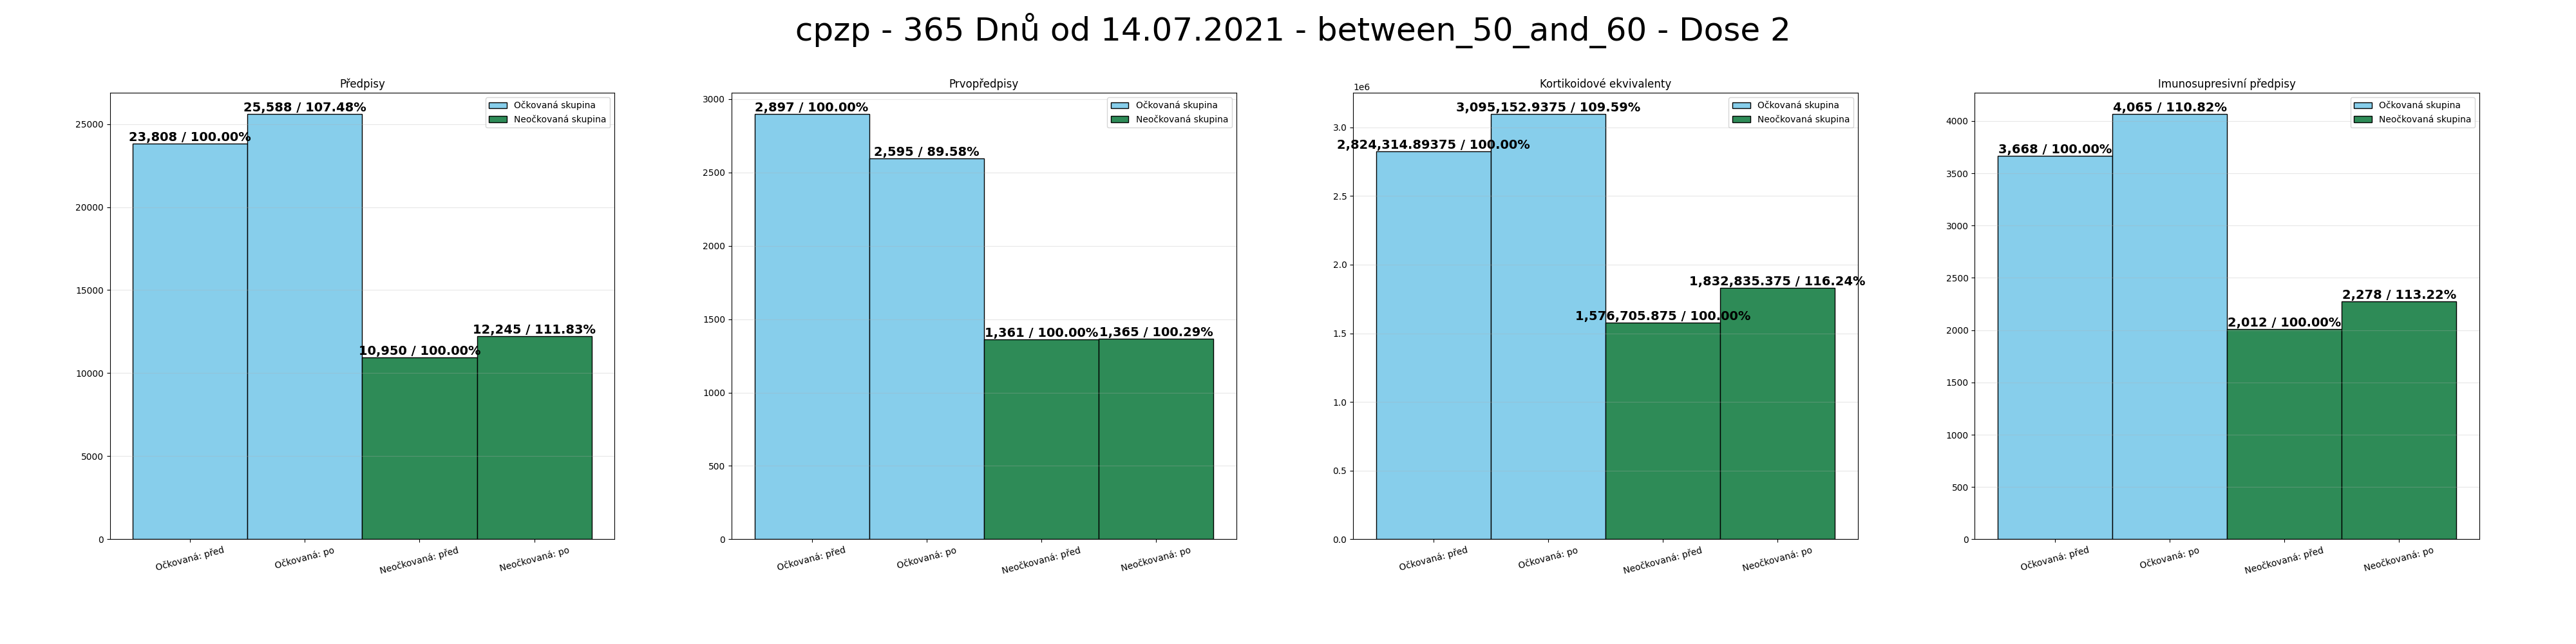 cpzp - 365 Dnů od 14.07.2021 - between_50_and_60 - Dose 2
Předpisy
25000
20000
15000
10000
5000
0
23,808 / 100.00%
25,588 / 107.48%
10,950 / 100.00%
12,245 / 111.83%
Očkovaná skupina
Neočkovaná skupina
Očkovaná: před
Očkovaná: po
Neočkovaná: před
Neočkovaná: po
Prvopředpisy
3000
2500
2000
1500
1000
500
0
2,897 / 100.00%
2,595 / 89.58%
1,361 / 100.00%
1,365 / 100.29%
Očkovaná skupina
Neočkovaná skupina
Očkovaná: před
Očkovaná: po
Neočkovaná: před
Neočkovaná: po
Kortikoidové ekvivalenty
1e6
3.0
2.5
2.0
1.5
1.0
0.5
0.0
2,824,314.89375 / 100.00%
3,095,152.9375 / 109.59%
1,576,705.875 / 100.00%
1,832,835.375 / 116.24%
Očkovaná skupina
Neočkovaná skupina
Očkovaná: před
Očkovaná: po
Neočkovaná: před
Neočkovaná: po
Imunosupresivní předpisy
4000
3500
3000
2500
2000
1500
1000
500
0
3,668 / 100.00%
4,065 / 110.82%
2,012 / 100.00%
2,278 / 113.22%
Očkovaná skupina
Neočkovaná skupina
Očkovaná: před
Očkovaná: po
Neočkovaná: před
Neočkovaná: po